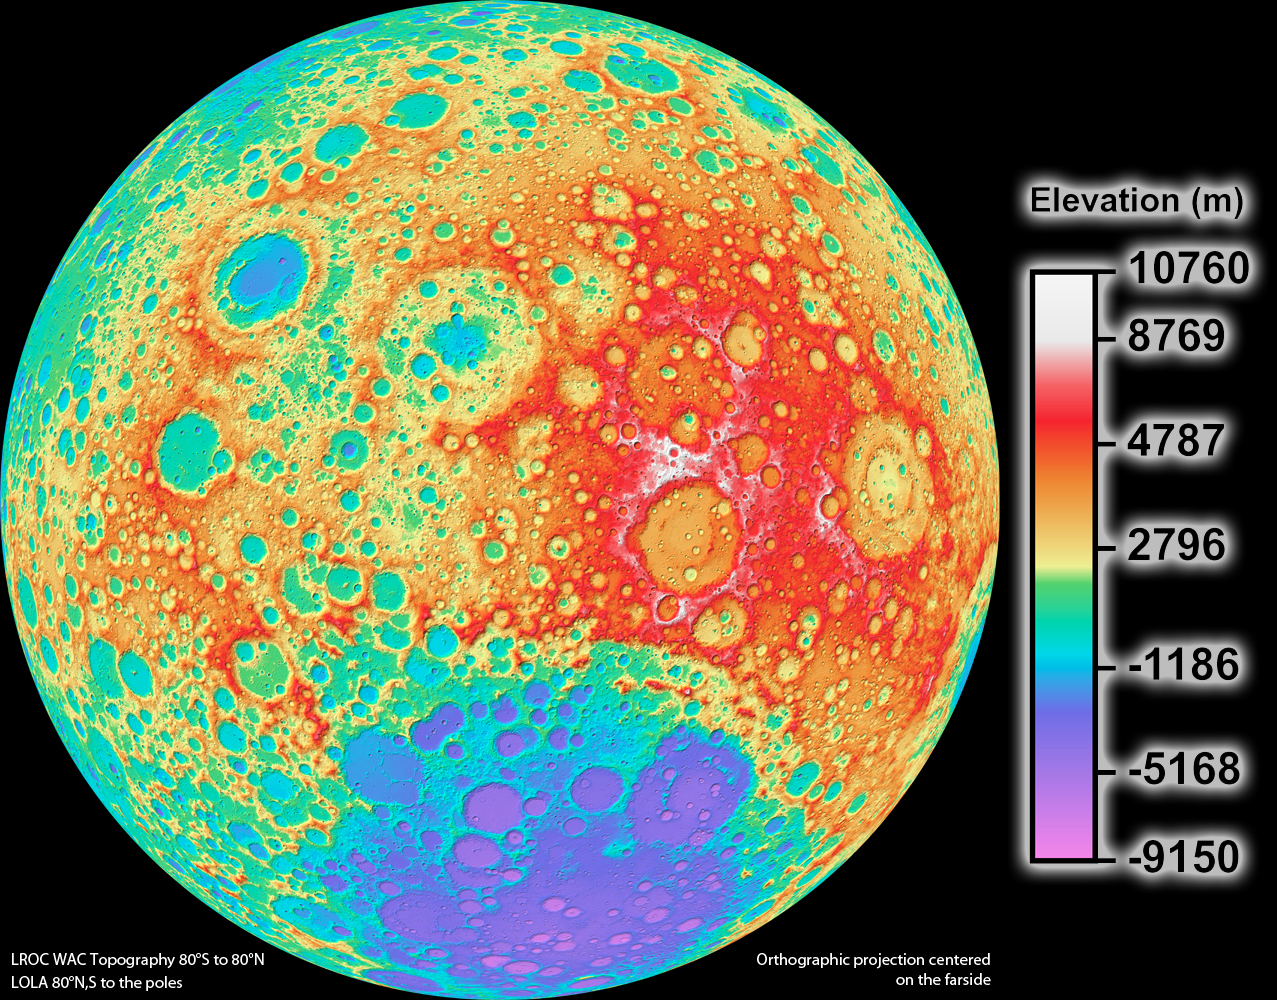 Elevation (m)
10760
8769
4787
2796
-1186
-5168
-9150
LROC WAC Topography 80°S to 80°N
LOLA 80°N,S to the poles
Orthographic projection centered
on the farside